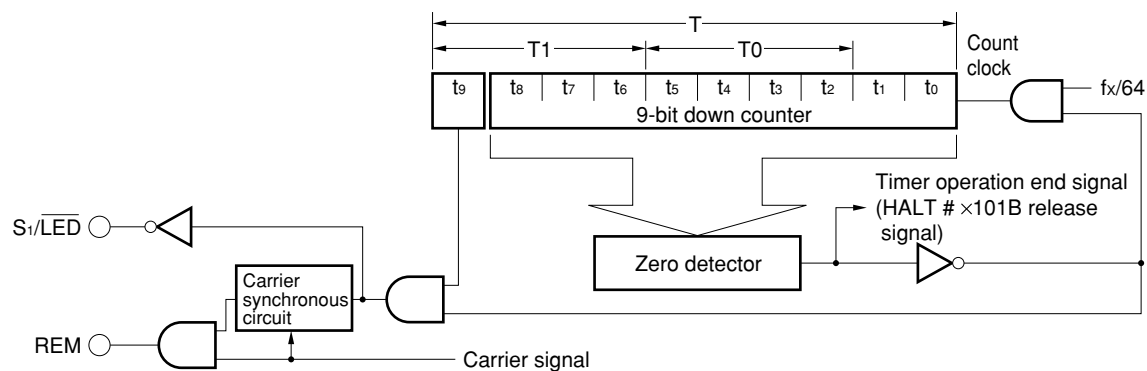 T
T1 T0
Count
clock
t9 t8 t7 t6 t5 t4 t3 t2 t1 t0
fx/64
9-bit down counter
Timer operation end signal
(HALT # ×101B release
signal)
S1/LED
Zero detector
Carrier
synchronous
circuit
REM
Carrier signal